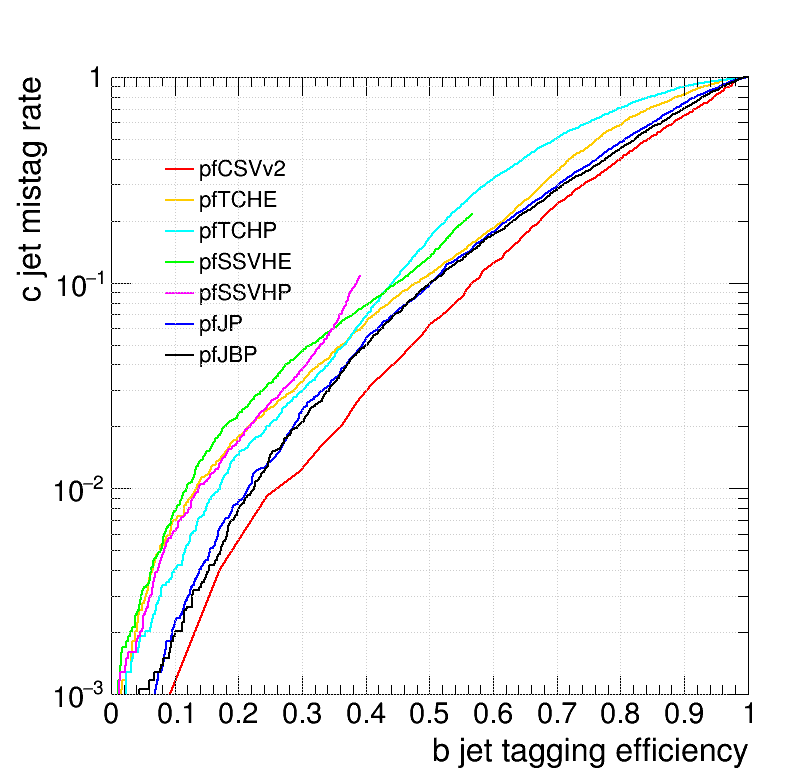 c jet mistag rate
1
10⁻¹
10⁻²
10⁻³
pfCSVv2
pfTCHE
pfTCHP
pfSSVHE
pfSSVHP
pfJP
pfJBP
0 0.1 0.2 0.3 0.4 0.5 0.6 0.7 0.8 0.9 1
b jet tagging efficiency